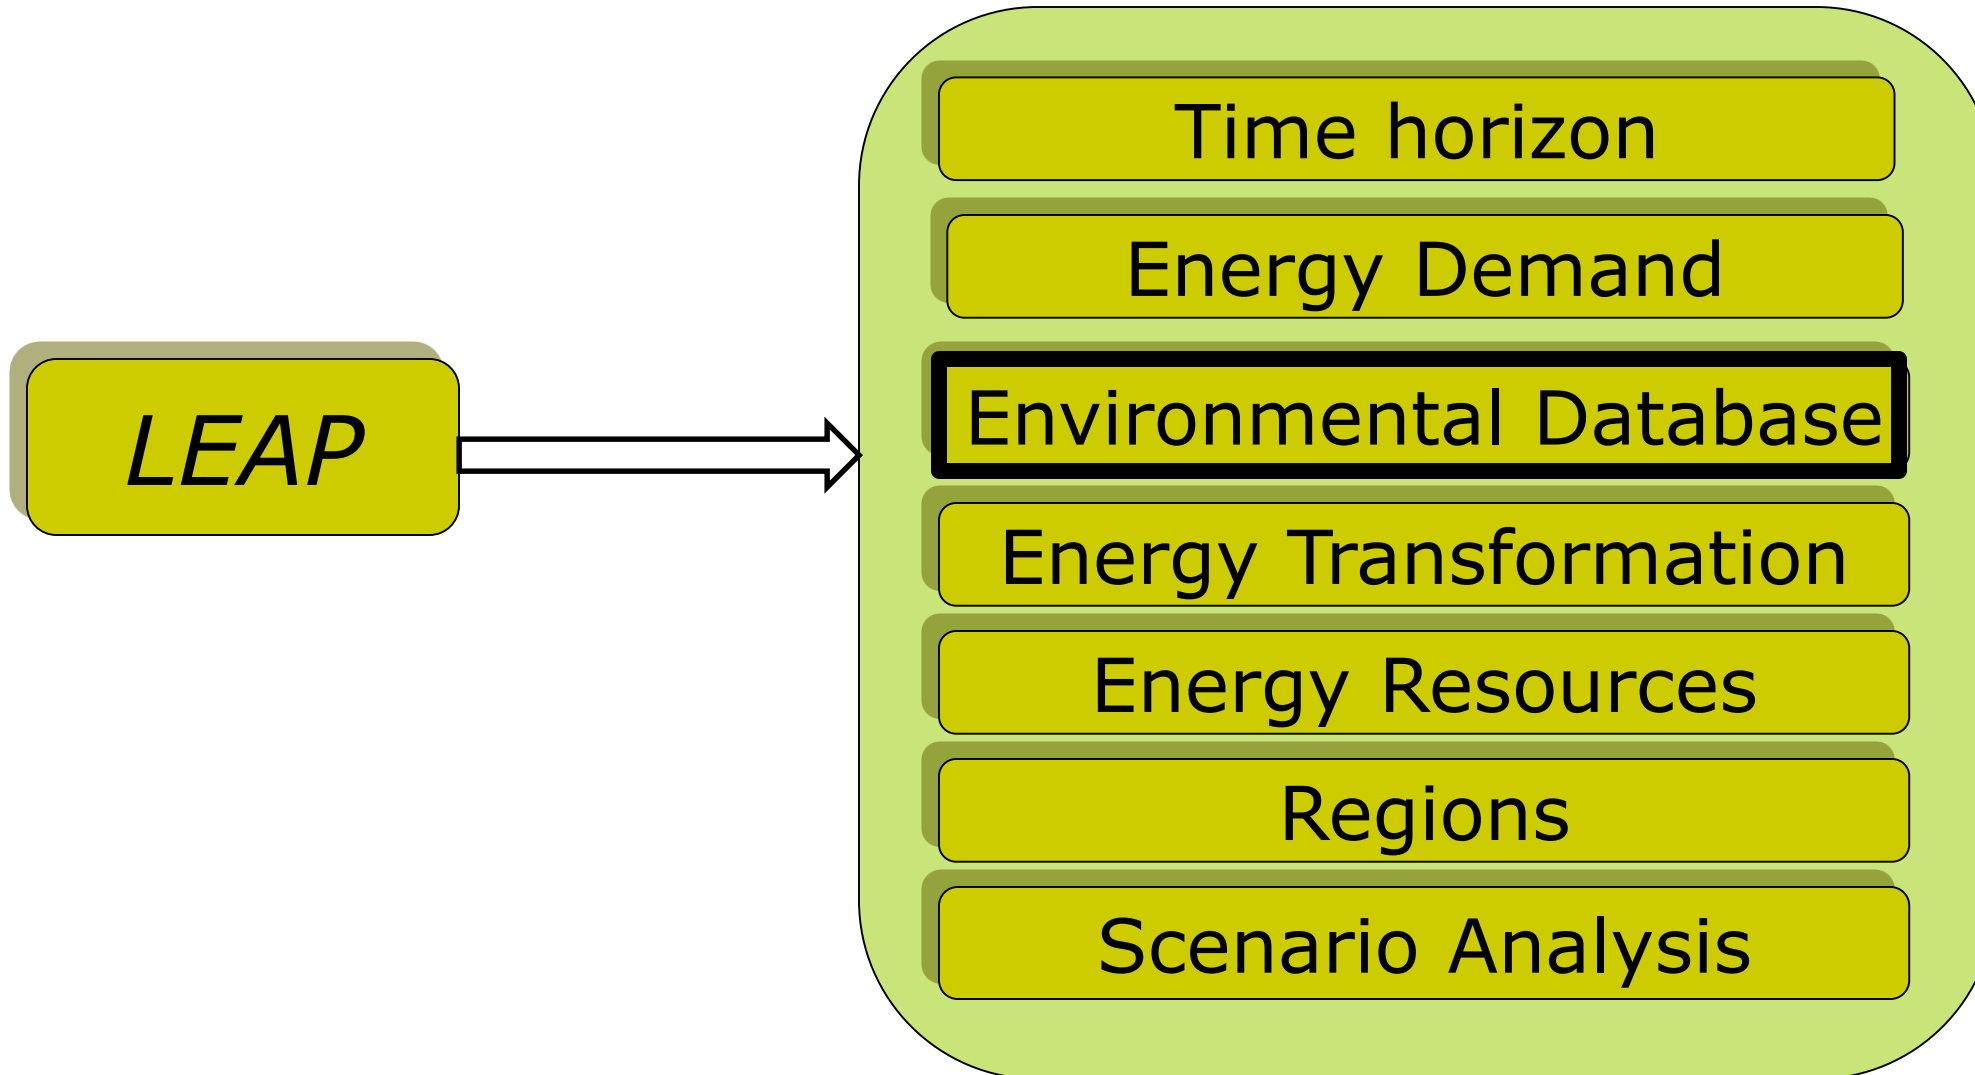 Time horizon
Energy Demand
LEAP
Environmental Database
Energy Transformation
Energy Resources
Regions
Scenario Analysis